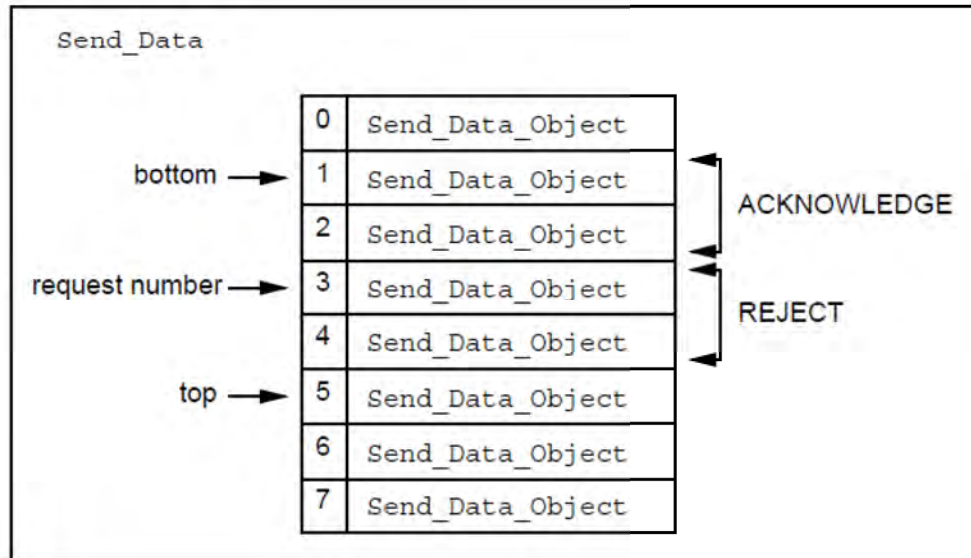 Send_Data
0 Send_Data_Object
bottom 1 Send_Data_Object
ACKNOWLEDGE
2 Send_Data_Object
request number 3 Send_Data_Object
REJECT
4 Send_Data_Object
top 5 Send_Data_Object
6 Send_Data_Object
7 Send_Data_Object